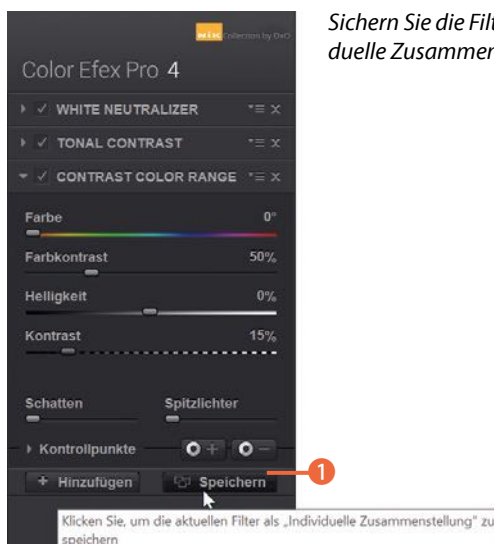 Sichern Sie die Filt
duelle Zusammer
nik Collection by DxO
Color Efex Pro 4
WHITE NEUTRALIZER
TONAL CONTRAST
CONTRAST COLOR RANGE
Farbe 0°
Farbkontrast 50%
Helligkeit 0%
Kontrast 15%
Schatten Spitzlichter
Kontrollpunkte
Hinzufügen Speichern 1
Klicken Sie, um die aktuellen Filter als „Individuelle Zusammenstellung" zu
speichern